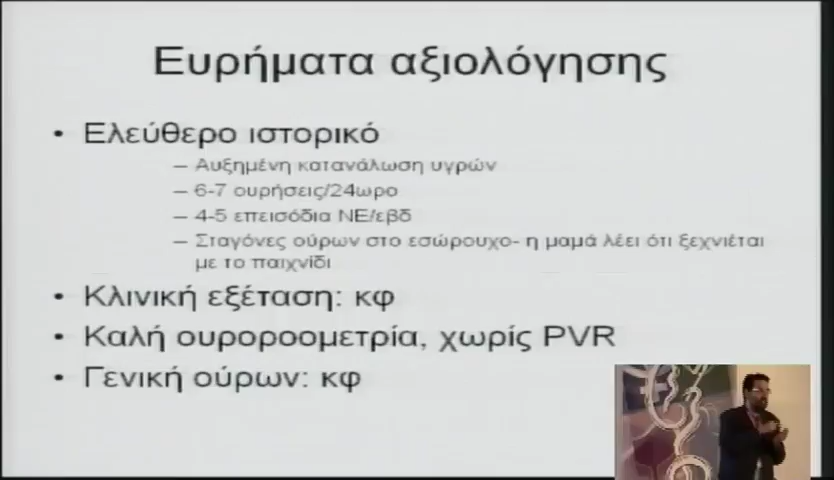 Ευρήματα αξιολόγησης
• Ελεύθερο ιστορικό
– Αυξημένη κατανάλωση υγρών
– 6-7 ουρήσεις/24ωρο
– 4-5 επεισόδια ΝΕ/εβδ
– Σταγόνες ούρων στο εσώρουχο- η μαμά λέει ότι ξεχνιέται
με το παιχνίδι
• Κλινική εξέταση: κφ
• Καλή ουροροομετρία, χωρίς PVR
• Γενική ούρων: κφ